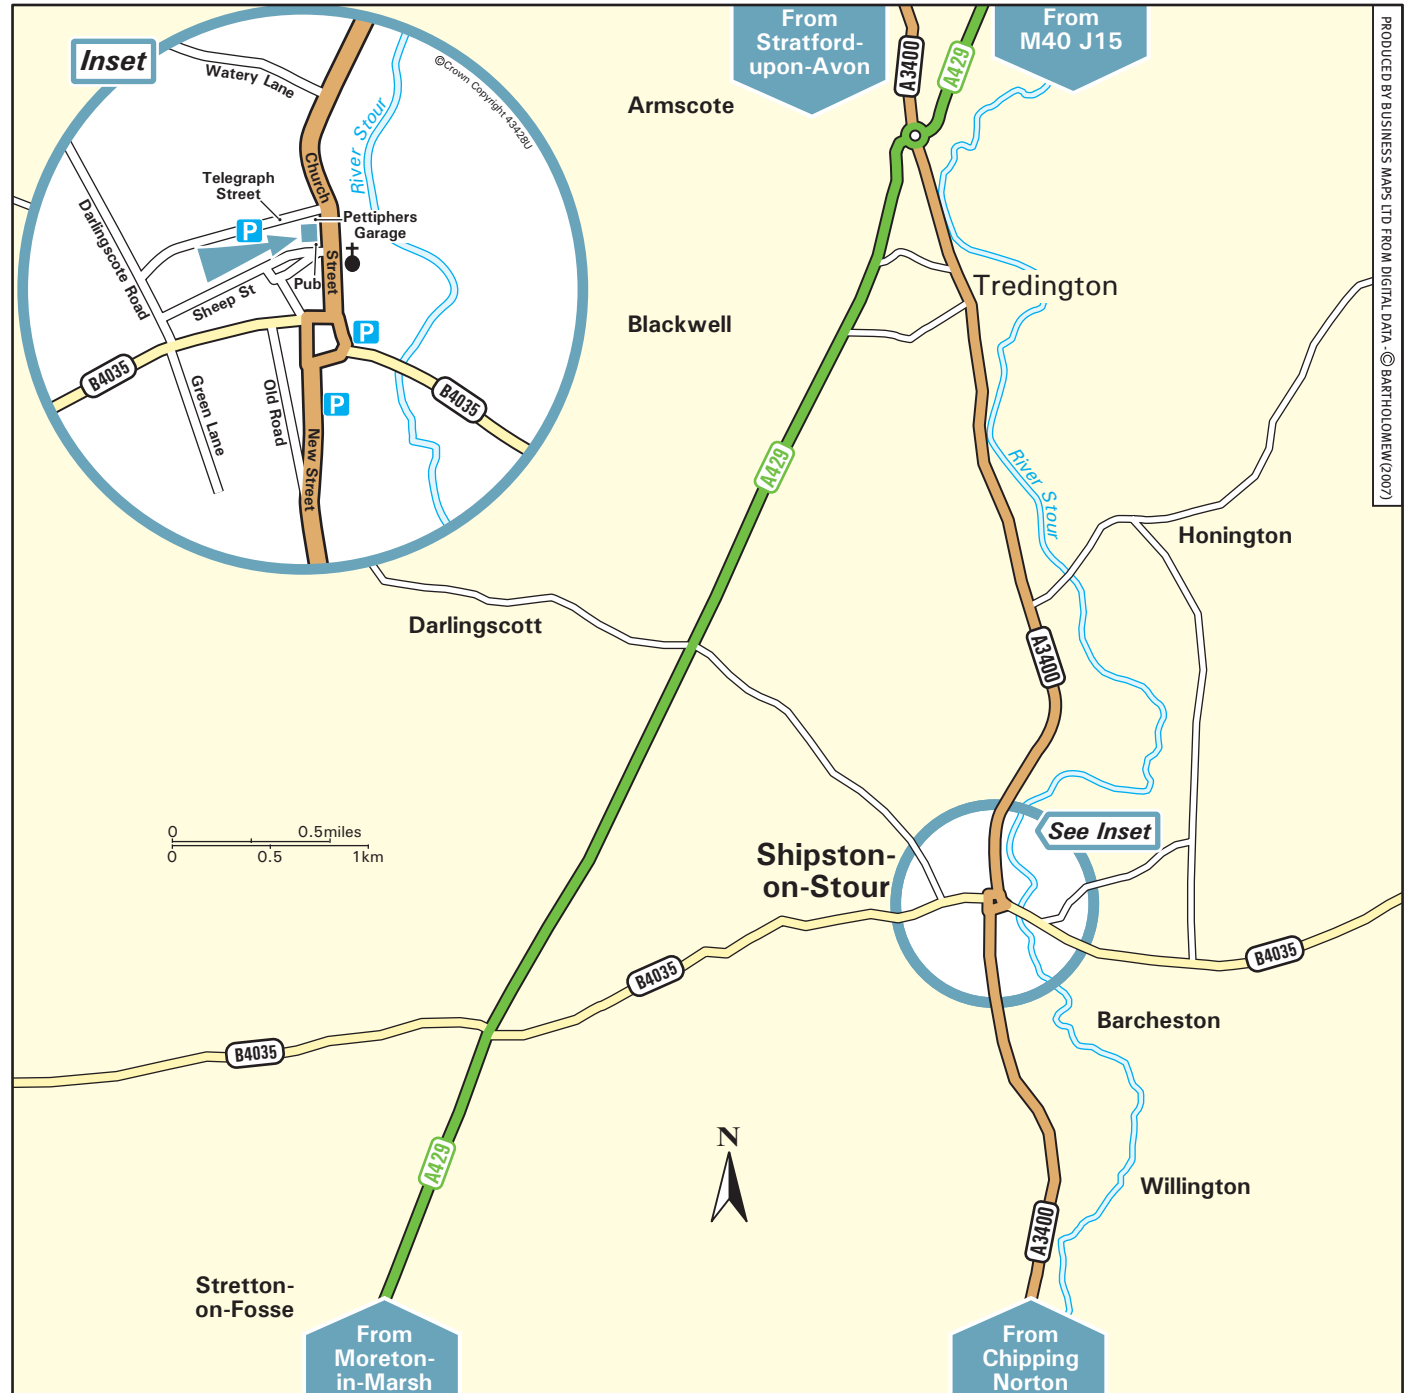 Inset
Watery Lane
©Crown Copyright 43428U
River Stour
Church
Street
Telegraph
Street
P
Pettiphers
Garage
Darlingscote Road
Pub
Sheep St
P
B4035
B4035
Green Lane
Old Road
P
New Street
From
Stratford-
upon-Avon
A3400
A429
From
M40 J15
PRODUCED BY BUSINESS MAPS LTD FROM DIGITAL DATA - © BARTHOLOMEW(2007)
Armscote
Tredington
Blackwell
A429
River Stour
Honington
Darlingscott
A3400
0 0.5miles
0 0.5 1km
See Inset
Shipston-
on-Stour
B4035
B4035
B4035
Barcheston
N
A429
Willington
A3400
Stretton-
on-Fosse
From
Moreton-
in-Marsh
From
Chipping
Norton